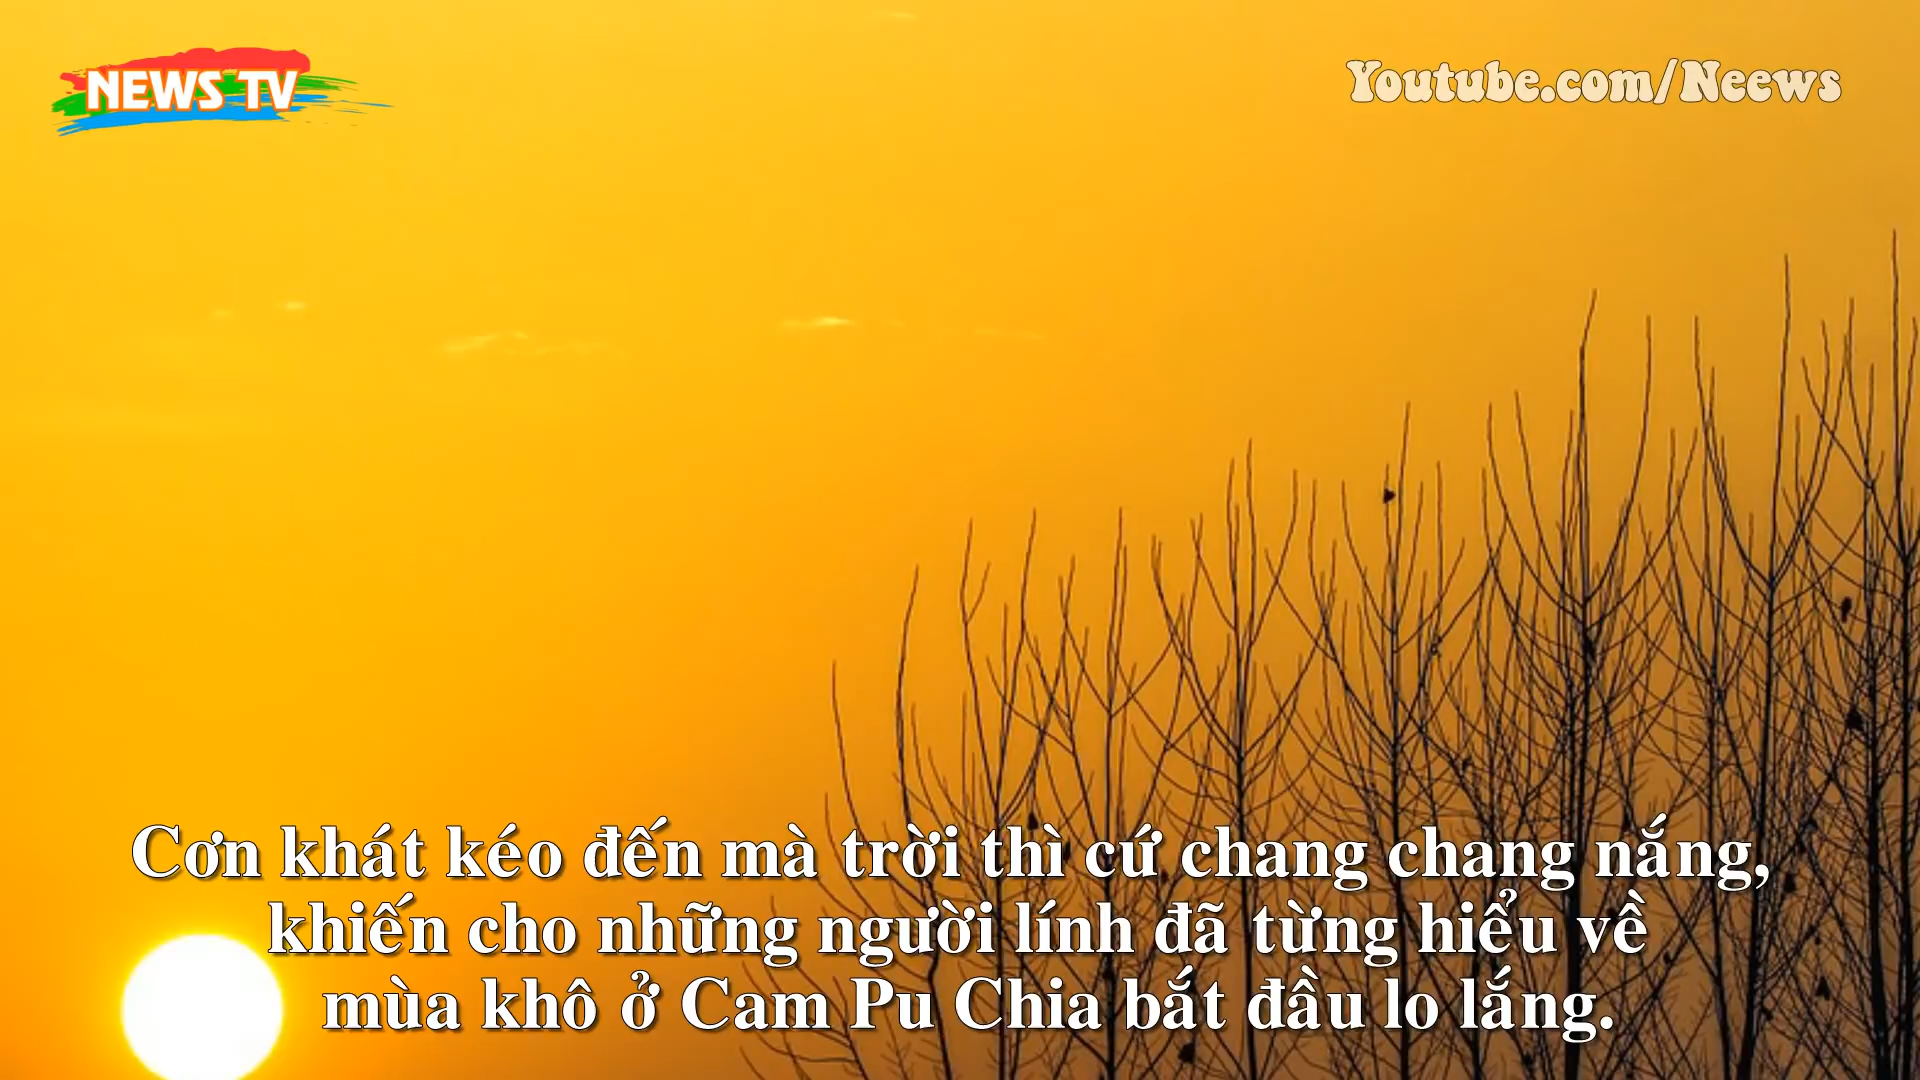 NEWS TV
Youtube.com/Neews
Cơn khát kéo đến mà trời thì cứ chang chang nắng,
khiến cho những người lính đã từng hiểu về
mùa khô ở Cam Pu Chia bắt đầu lo lắng.